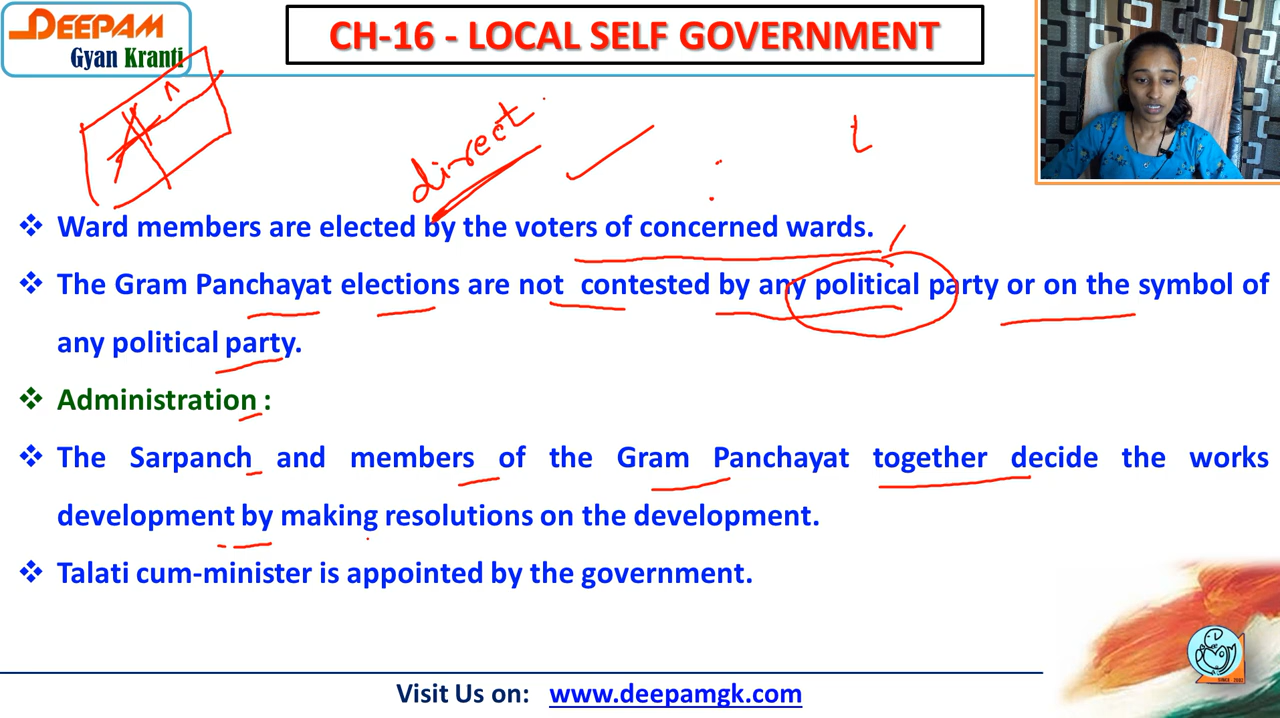 DEEPAM
Gyan Kranti
CH-16 - LOCAL SELF GOVERNMENT
direct
❖ Ward members are elected by the voters of concerned wards.
❖ The Gram Panchayat elections are not contested by any political party or on the symbol of
any political party.
❖ Administration :
❖ The Sarpanch and members of the Gram Panchayat together decide the works
development by making resolutions on the development.
❖ Talati cum-minister is appointed by the government.
Visit Us on: www.deepamgk.com